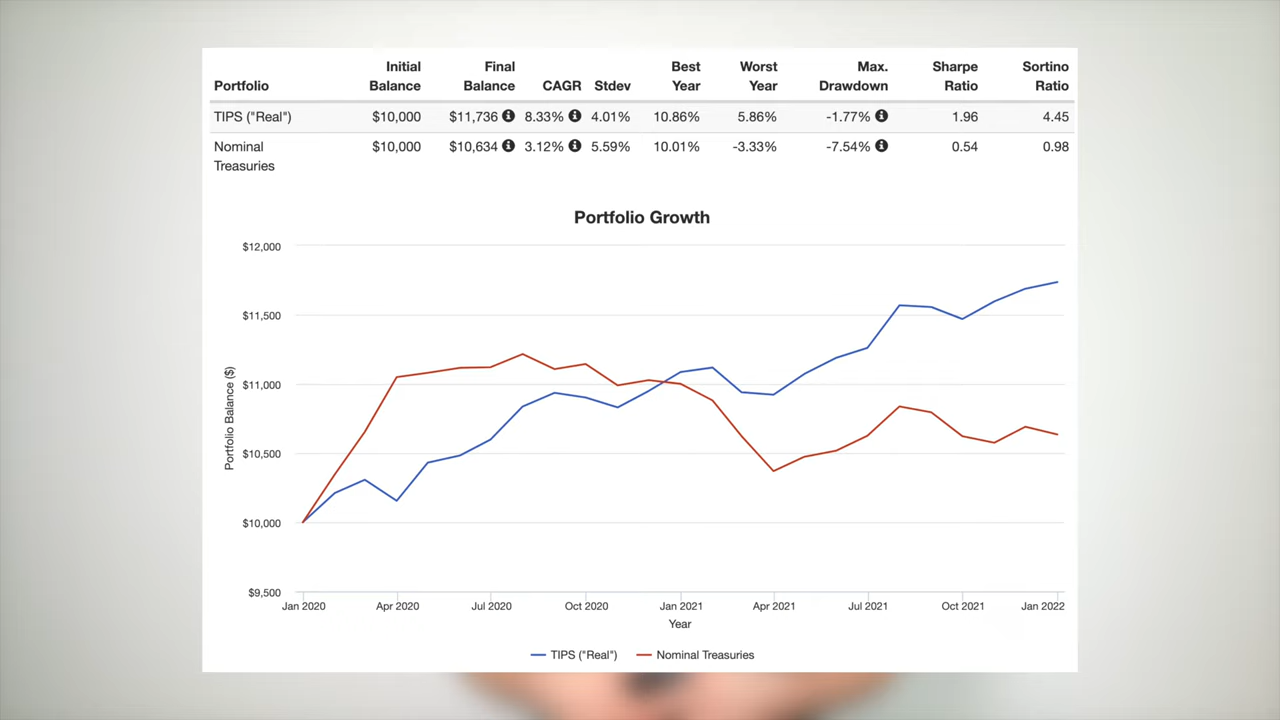 Portfolio Initial Balance Final Balance CAGR Stdev Best Year Worst Year Max. Drawdown Sharpe Ratio Sortino Ratio
TIPS ("Real") $10,000 $11,736 8.33% 4.01% 10.86% 5.86% -1.77% 1.96 4.45
Nominal Treasuries $10,000 $10,634 3.12% 5.59% 10.01% -3.33% -7.54% 0.54 0.98
Portfolio Growth
Portfolio Balance ($)
$12,000
$11,500
$11,000
$10,500
$10,000
$9,500
Jan 2020 Apr 2020 Jul 2020 Oct 2020 Jan 2021 Apr 2021 Jul 2021 Oct 2021 Jan 2022
Year
TIPS ("Real") Nominal Treasuries